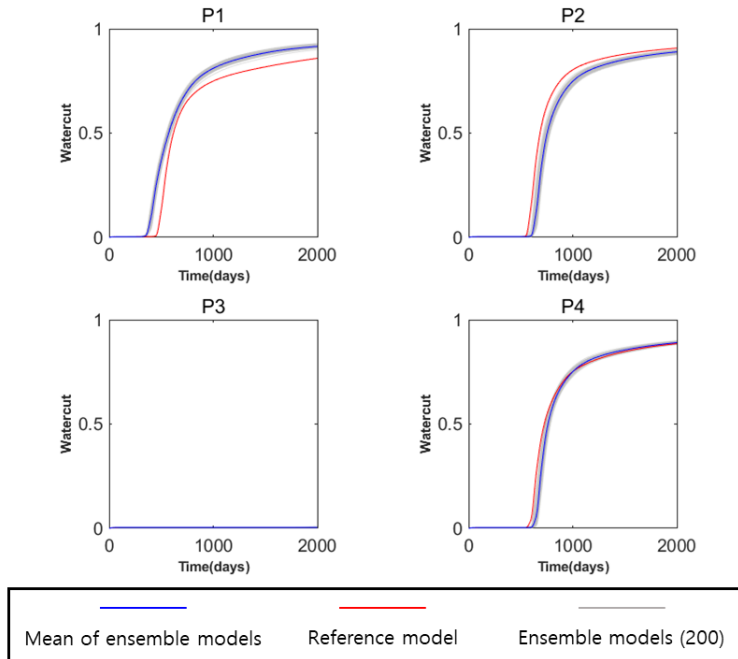 P1
1
0.5
0
Watercut
0
1000
2000
Time(days)
P2
1
0.5
0
Watercut
0
1000
2000
Time(days)
P3
1
0.5
0
Watercut
0
1000
2000
Time(days)
P4
1
0.5
0
Watercut
0
1000
2000
Time(days)
Mean of ensemble models
Reference model
Ensemble models (200)